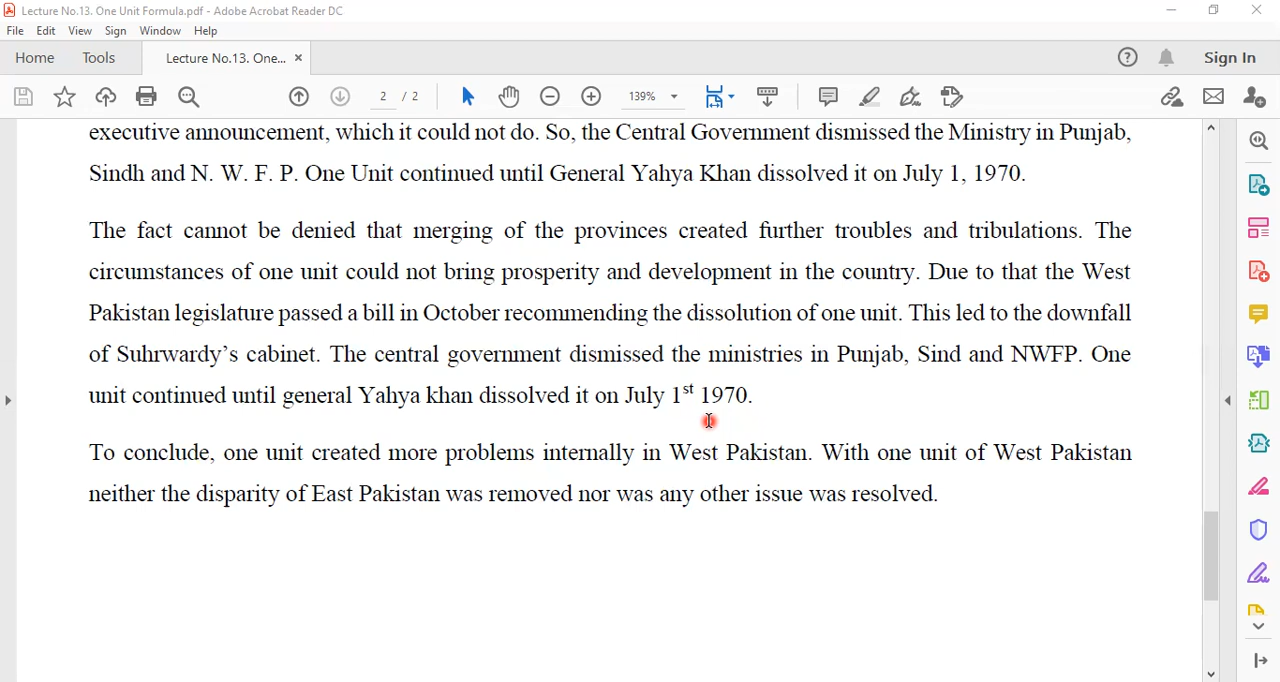 Lecture No.13. One Unit Formula.pdf - Adobe Acrobat Reader DC
File Edit View Sign Window Help
Home Tools Lecture No.13. One... × Sign In
2 / 2 139%
executive announcement, which it could not do. So, the Central Government dismissed the Ministry in Punjab,
Sindh and N. W. F. P. One Unit continued until General Yahya Khan dissolved it on July 1, 1970.
The fact cannot be denied that merging of the provinces created further troubles and tribulations. The
circumstances of one unit could not bring prosperity and development in the country. Due to that the West
Pakistan legislature passed a bill in October recommending the dissolution of one unit. This led to the downfall
of Suhrwardy’s cabinet. The central government dismissed the ministries in Punjab, Sind and NWFP. One
unit continued until general Yahya khan dissolved it on July 1st 1970.
To conclude, one unit created more problems internally in West Pakistan. With one unit of West Pakistan
neither the disparity of East Pakistan was removed nor was any other issue was resolved.